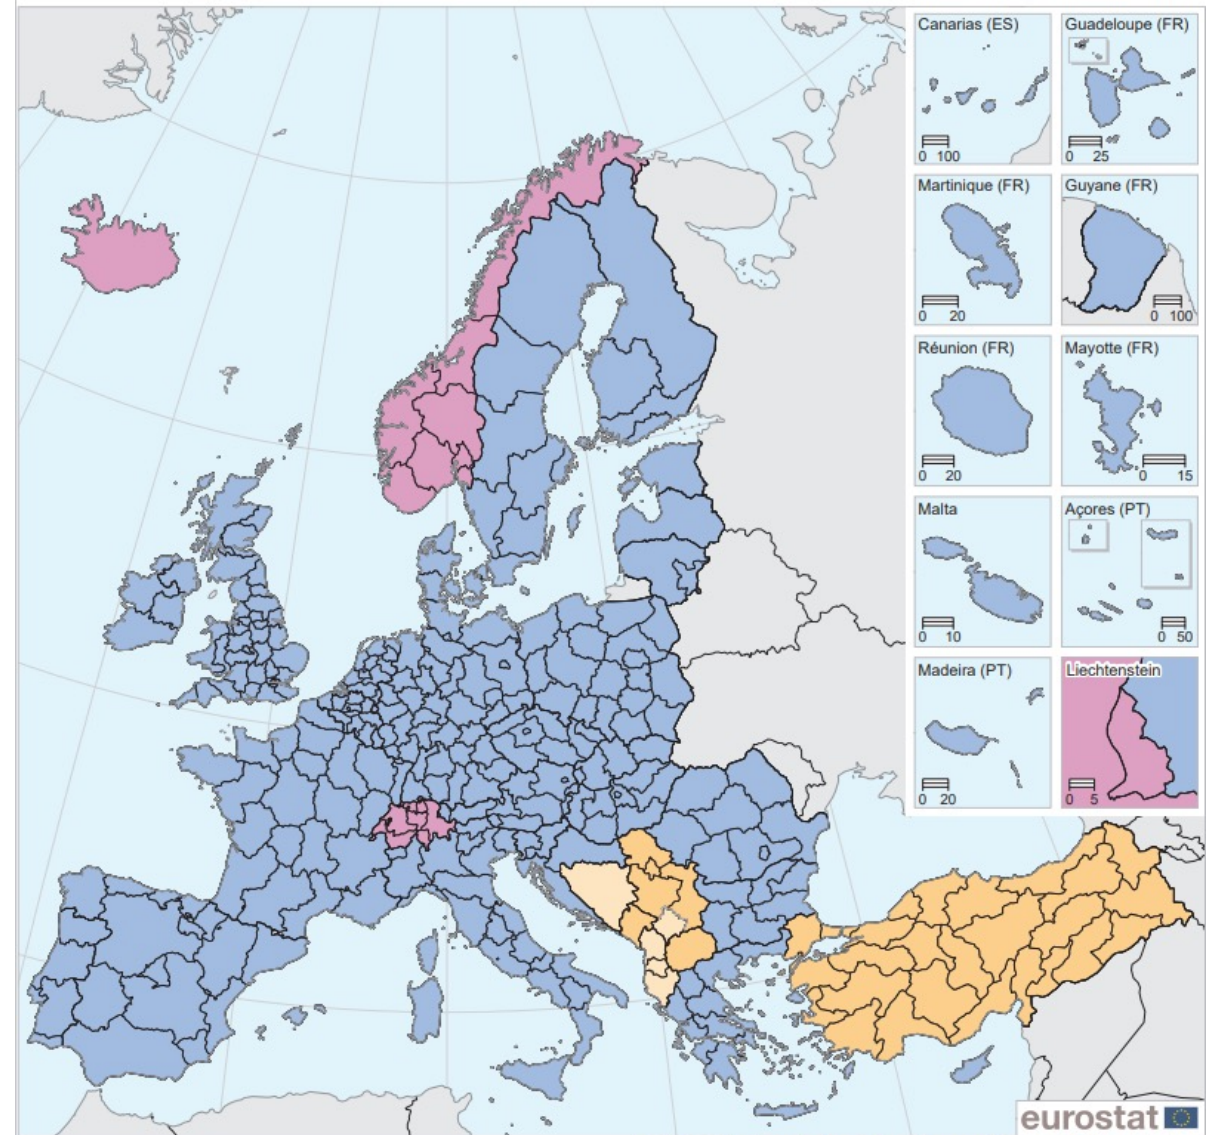 Canarias (ES)
0 100
Guadeloupe (FR)
0 25
Martinique (FR)
0 20
Guyane (FR)
0 100
Réunion (FR)
0 20
Mayotte (FR)
0 15
Malta
0 10
Açores (PT)
0 50
Madeira (PT)
0 20
Liechtenstein
0 5
eurostat